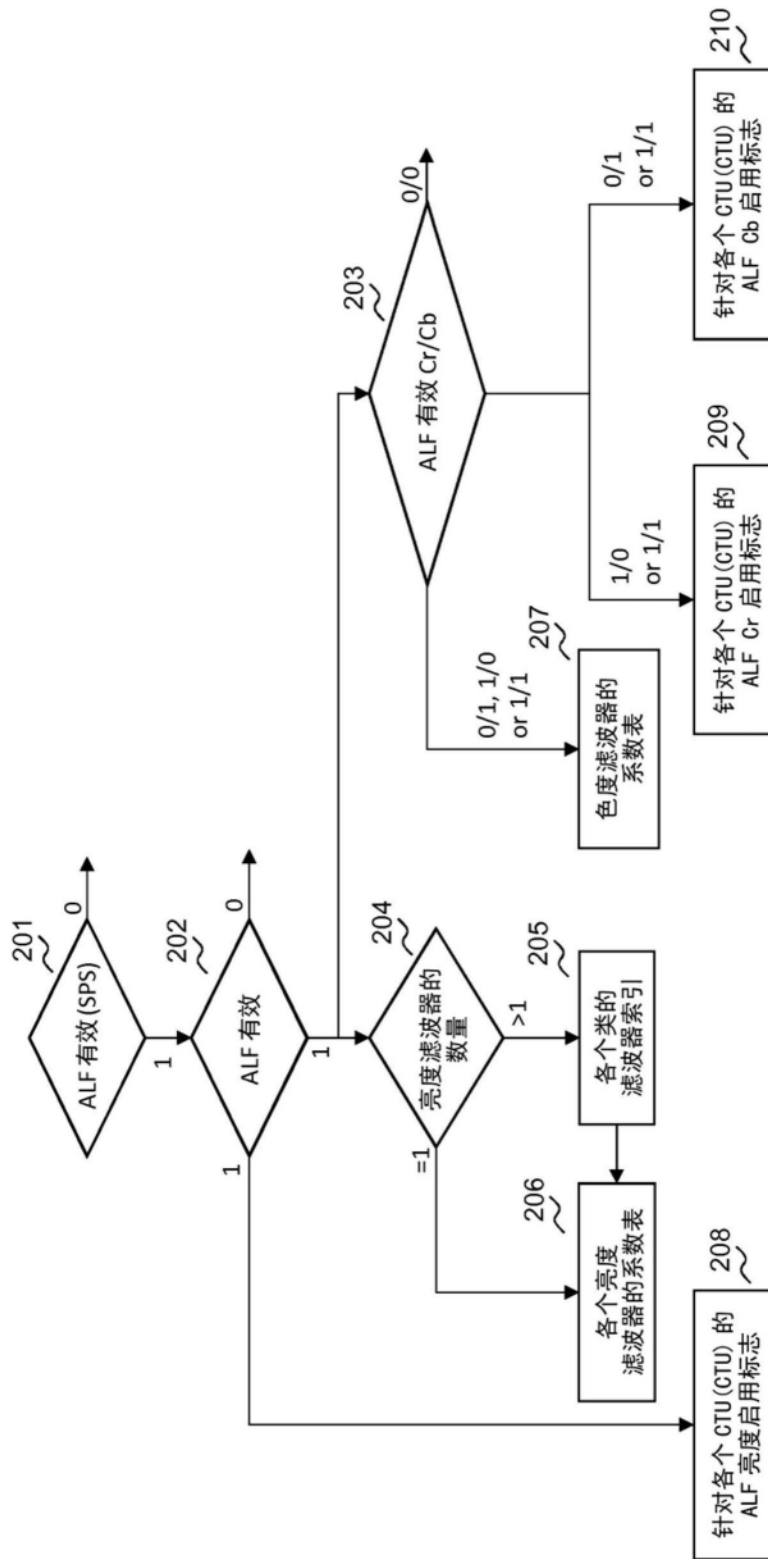 201
ALF 有效 (SPS)
0
1
202
ALF 有效
0
1
1
203
ALF 有效 Cr/Cb
0/0
204
亮度滤波器的
数量
=1
>1
205
各个类的
滤波器索引
206
各个亮度
滤波器的系数表
0/1, 1/0
or 1/1
207
色度滤波器的
系数表
1/0
or 1/1
0/1
or 1/1
208
针对各个 CTU(CTU) 的
ALF 亮度启用标志
209
针对各个 CTU(CTU) 的
ALF Cr 启用标志
210
针对各个 CTU(CTU) 的
ALF Cb 启用标志